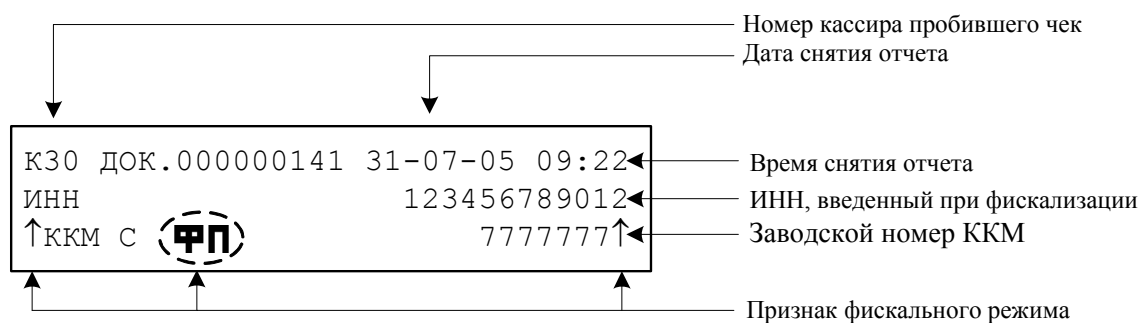 Номер кассира пробившего чек
Дата снятия отчета
К30 ДОК.000000141 31-07-05 09:22
Время снятия отчета
ИНН 123456789012
ИНН, введенный при фискализации
↑ККМ С ФП 7777777↑
Заводской номер ККМ
Признак фискального режима